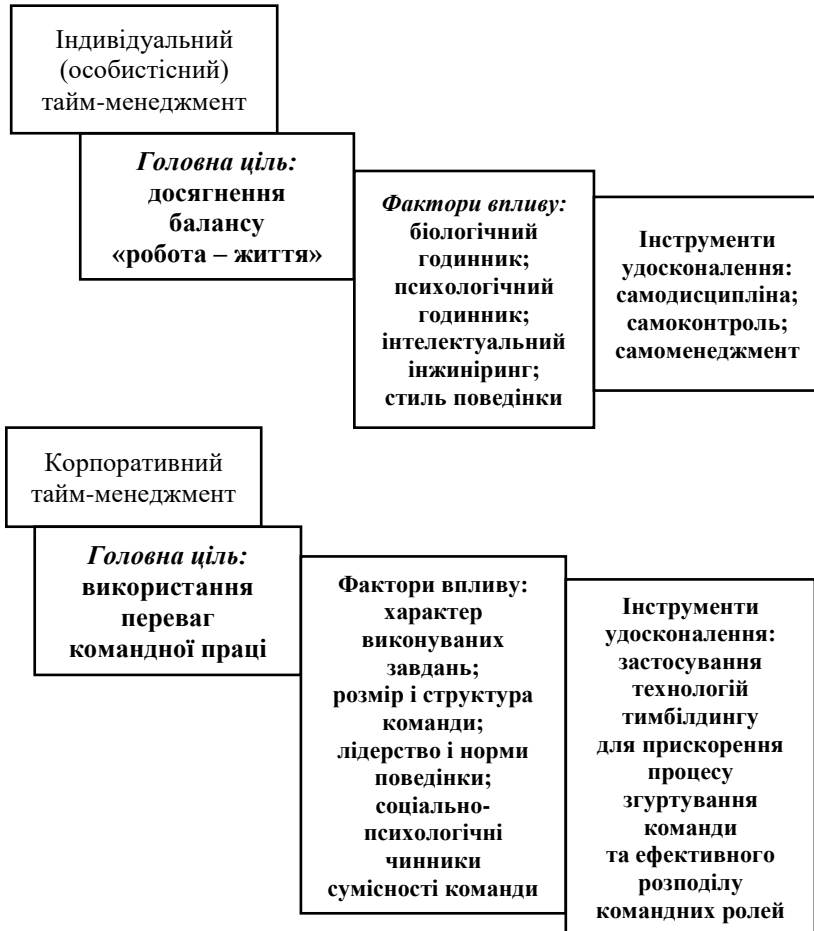 Індивідуальний
(особистісний)
тайм-менеджмент
Головна ціль:
досягнення
балансу
«робота – життя»
Фактори впливу:
біологічний
годинник;
психологічний
годинник;
інтелектуальний
інжиніринг;
стиль поведінки
Інструменти
удосконалення:
самодисципліна;
самоконтроль;
самоменеджмент
Корпоративний
тайм-менеджмент
Головна ціль:
використання
переваг
командної праці
Фактори впливу:
характер
виконуваних
завдань;
розмір і структура
команди;
лідерство і норми
поведінки;
соціально-
психологічні
чинники
сумісності команди
Інструменти
удосконалення:
застосування
технологій
тимбілдингу
для прискорення
процесу
згуртування
команди
та ефективного
розподілу
командних ролей